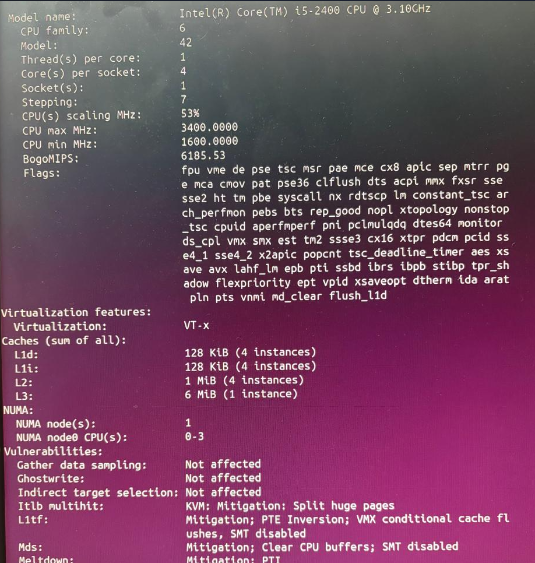 Model name: Intel(R) Core(TM) i5-2400 CPU @ 3.10GHz
CPU family: 6
Model: 42
Thread(s) per core: 1
Core(s) per socket: 4
Socket(s): 1
Stepping: 7
CPU(s) scaling MHz: 53%
CPU max MHz: 3400.0000
CPU min MHz: 1600.0000
BogoMIPS: 6185.53
Flags: fpu vme de pse tsc msr pae mce cx8 apic sep mtrr pg
e mca cmov pat pse36 clflush dts acpi mmx fxsr sse
sse2 ht tm pbe syscall nx rdtscp lm constant_tsc ar
ch_perfmon pebs bts rep_good nopl xtopology nonstop
_tsc cpuid aperfmperf pni pclmulqdq dtes64 monitor
ds_cpl vmx smx est tm2 ssse3 cx16 xtpr pdcm pcid ss
e4_1 sse4_2 x2apic popcnt tsc_deadline_timer aes xs
ave avx lahf_lm epb pti ssbd ibrs ibpb stibp tpr_sh
adow flexpriority ept vpid xsaveopt dtherm ida arat
pln pts vnmi md_clear flush_l1d
Virtualization features:
Virtualization: VT-x
Caches (sum of all):
L1d: 128 KiB (4 instances)
L1i: 128 KiB (4 instances)
L2: 1 MiB (4 instances)
L3: 6 MiB (1 instance)
NUMA:
NUMA node(s): 1
NUMA node0 CPU(s): 0-3
Vulnerabilities:
Gather data sampling: Not affected
Ghostwrite: Not affected
Indirect target selection: Not affected
Itlb multihit: KVM: Mitigation: Split huge pages
L1tf: Mitigation; PTE Inversion; VMX conditional cache fl
ushes, SMT disabled
Mds: Mitigation; Clear CPU buffers; SMT disabled
Meltdown: Mitigation: PTI